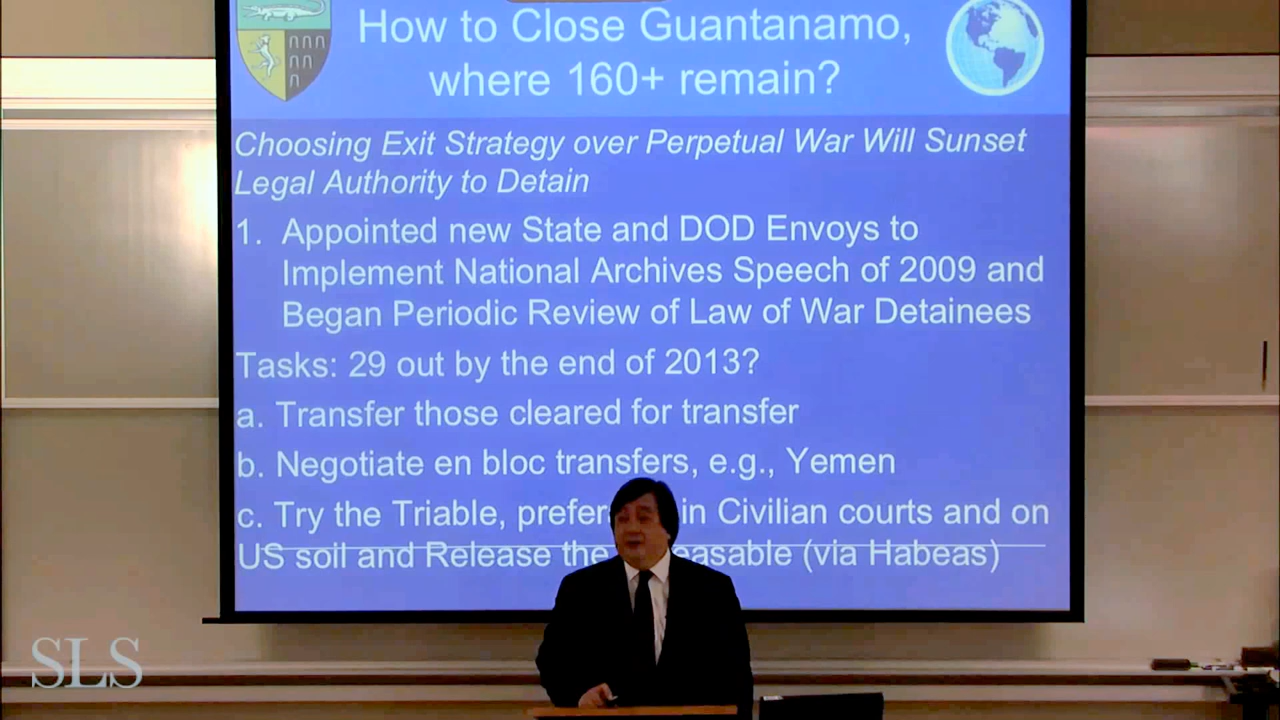 How to Close Guantanamo,
where 160+ remain?
Choosing Exit Strategy over Perpetual War Will Sunset
Legal Authority to Detain
1. Appointed new State and DOD Envoys to
Implement National Archives Speech of 2009 and
Began Periodic Review of Law of War Detainees
Tasks: 29 out by the end of 2013?
a. Transfer those cleared for transfer
b. Negotiate en bloc transfers, e.g., Yemen
c. Try the Triable, in Civilian courts and on
US soil and Release the (via Habeas)
SLS